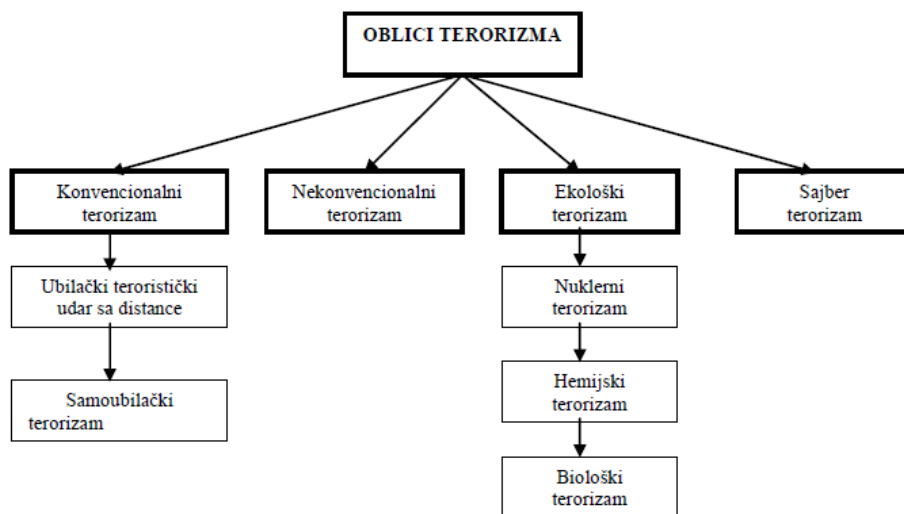 OBLICI TERORIZMA
Konvencionalni
terorizam
Nekonvencionalni
terorizam
Ekološki
terorizam
Sajber
terorizam
Ubilački teroristički
udar sa distance
Nuklerni
terorizam
Samoubilački
terorizam
Hemijski
terorizam
Biološki
terorizam